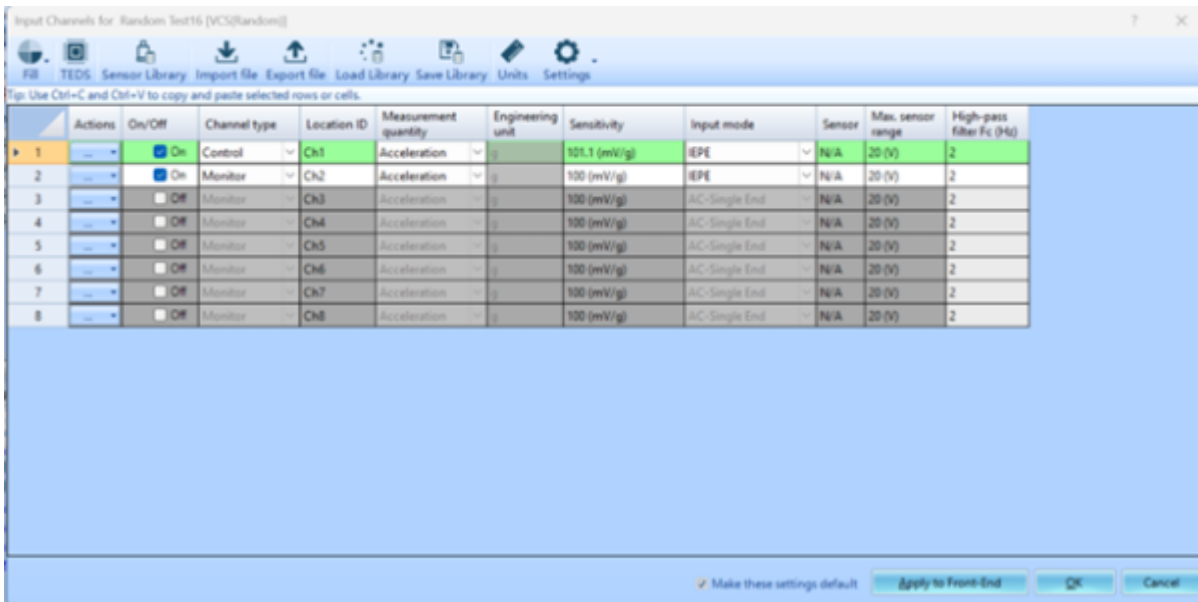 Input Channels for Random Test16 [VCS(Random)]
?
Fill TEDS Sensor Library Import file Export file Load Library Save Library Units Settings
Tip: Use Ctrl+C and Ctrl+V to copy and paste selected rows or cells.
Actions On/Off Channel type Location ID Measurement quantity Engineering unit Sensitivity Input mode Sensor Max. sensor range High-pass filter Fc (Hz)
1 ... On Control Ch1 Acceleration g 101.1 (mV/g) IEPE N/A 20 (V) 2
2 ... On Monitor Ch2 Acceleration g 100 (mV/g) IEPE N/A 20 (V) 2
3 ... Off Monitor Ch3 Acceleration g 100 (mV/g) AC-Single End N/A 20 (V) 2
4 ... Off Monitor Ch4 Acceleration g 100 (mV/g) AC-Single End N/A 20 (V) 2
5 ... Off Monitor Ch5 Acceleration g 100 (mV/g) AC-Single End N/A 20 (V) 2
6 ... Off Monitor Ch6 Acceleration g 100 (mV/g) AC-Single End N/A 20 (V) 2
7 ... Off Monitor Ch7 Acceleration g 100 (mV/g) AC-Single End N/A 20 (V) 2
8 ... Off Monitor Ch8 Acceleration g 100 (mV/g) AC-Single End N/A 20 (V) 2
Make these settings default Apply to Front-End OK Cancel